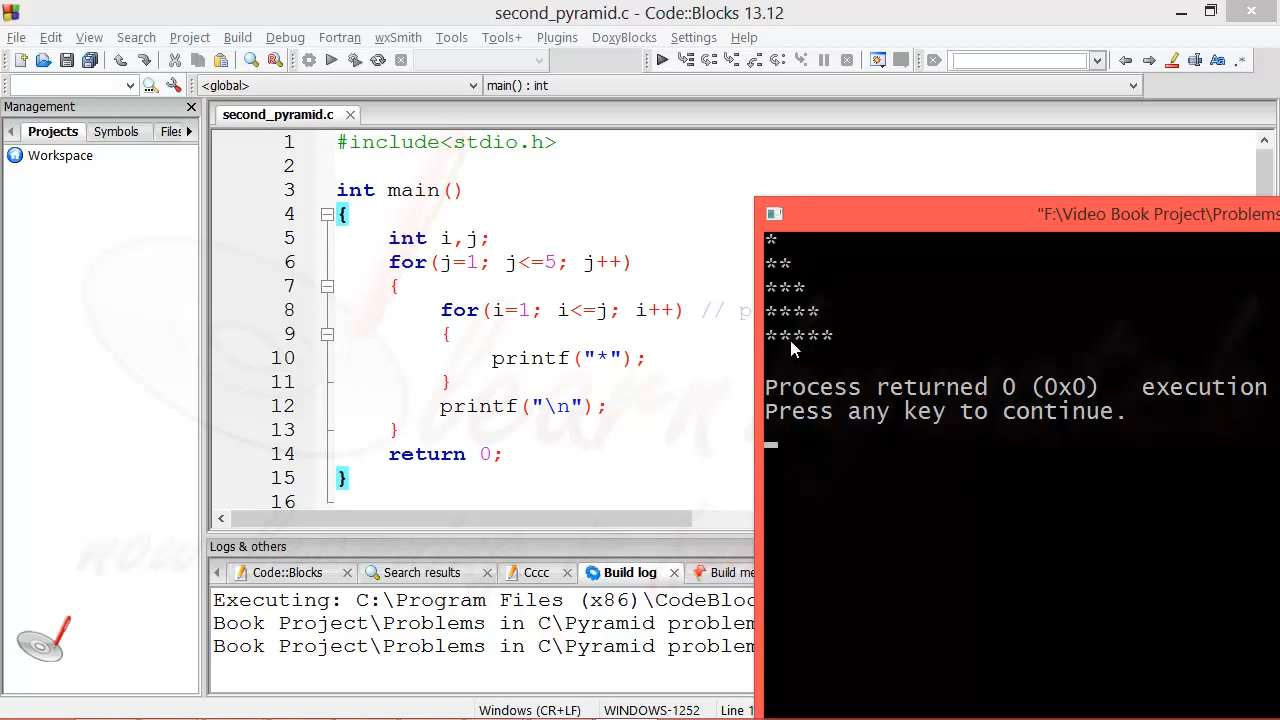 second_pyramid.c - Code::Blocks 13.12
File Edit View Search Project Build Debug Fortran wxSmith Tools Tools+ Plugins DoxyBlocks Settings Help
<global>
main() : int
Management
Projects Symbols Files
Workspace
second_pyramid.c
1 #include<stdio.h>
2
3 int main()
4 {
5 int i,j;
6 for(j=1; j<=5; j++)
7 {
8 for(i=1; i<=j; i++) // p
9 {
10 printf("*");
11 }
12 printf("\n");
13 }
14 return 0;
15 }
16
"F:\Video Book Project\Problems
*
**
***
****
*****
Process returned 0 (0x0) execution
Press any key to continue.
Logs & others
Code::Blocks Search results Cccc Build log Build me
Executing: C:\Program Files (x86)\CodeBloc
Book Project\Problems in C\Pyramid problem
Book Project\Problems in C\Pyramid problem
Windows (CR+LF) WINDOWS-1252 Line 1